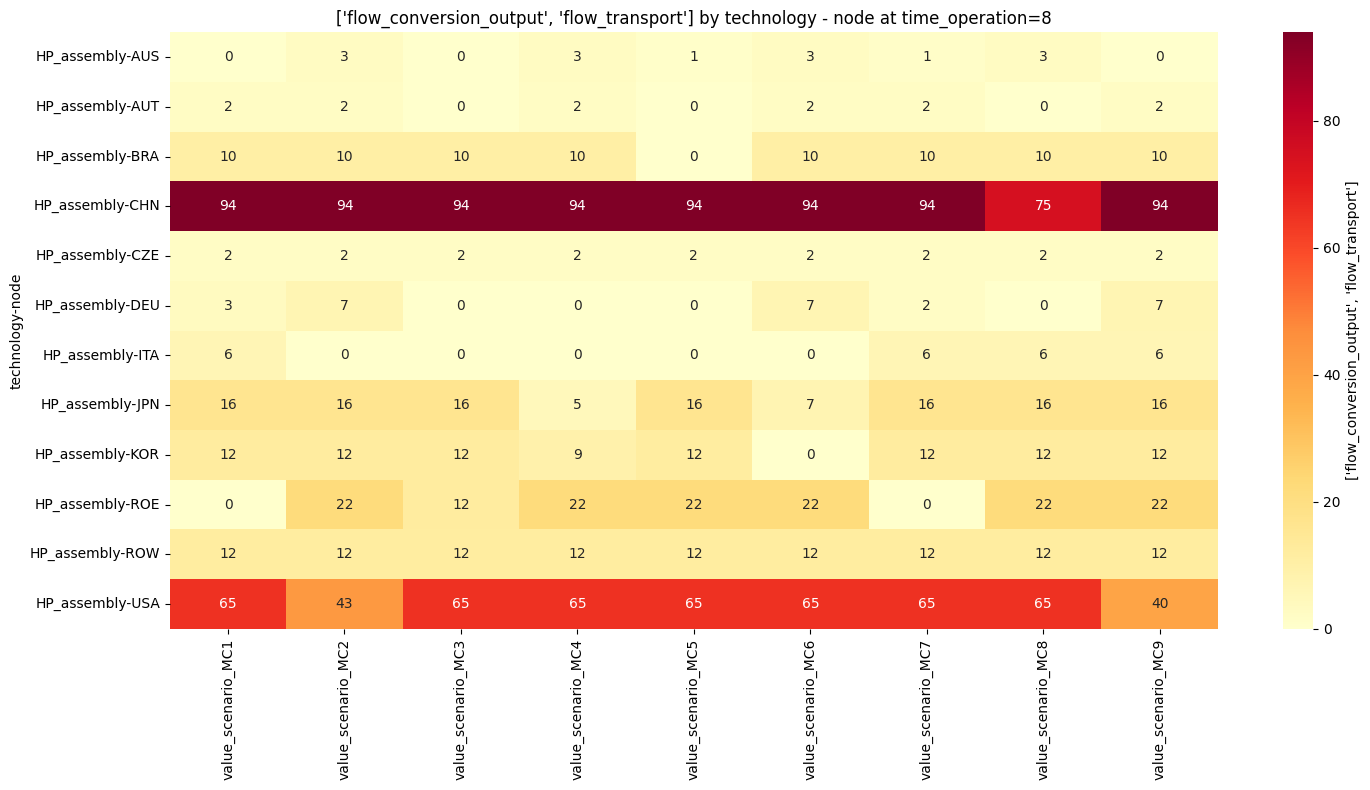 ['flow_conversion_output', 'flow_transport'] by technology - node at time_operation=8
technology-node
HP_assembly-AUS 0 3 0 3 1 3 1 3 0
HP_assembly-AUT 2 2 0 2 0 2 2 0 2
HP_assembly-BRA 10 10 10 10 0 10 10 10 10
HP_assembly-CHN 94 94 94 94 94 94 94 75 94
HP_assembly-CZE 2 2 2 2 2 2 2 2 2
HP_assembly-DEU 3 7 0 0 0 7 2 0 7
HP_assembly-ITA 6 0 0 0 0 0 6 6 6
HP_assembly-JPN 16 16 16 5 16 7 16 16 16
HP_assembly-KOR 12 12 12 9 12 0 12 12 12
HP_assembly-ROE 0 22 12 22 22 22 0 22 22
HP_assembly-ROW 12 12 12 12 12 12 12 12 12
HP_assembly-USA 65 43 65 65 65 65 65 65 40
value_scenario_MC1
value_scenario_MC2
value_scenario_MC3
value_scenario_MC4
value_scenario_MC5
value_scenario_MC6
value_scenario_MC7
value_scenario_MC8
value_scenario_MC9
80
60
40
20
0
['flow_conversion_output', 'flow_transport']